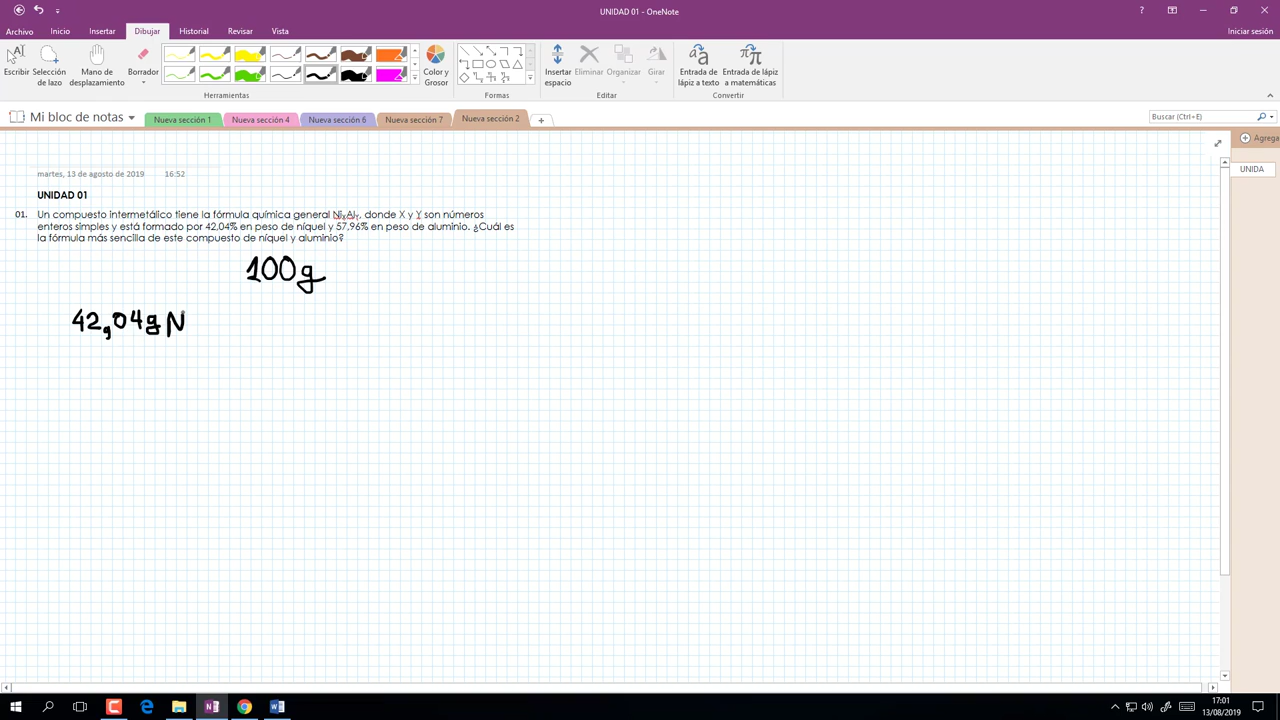 UNIDAD 01 - OneNote
Iniciar sesión
Archivo Inicio Insertar Dibujar Historial Revisar Vista
Escribir Selección de lazo Mano de desplazamiento Borrador Color y Grosor Insertar espacio Eliminar Organizar Girar Entrada de lápiz a texto Entrada de lápiz a matemáticas
Herramientas Formas Editar Convertir
Mi bloc de notas Nueva sección 1 Nueva sección 4 Nueva sección 6 Nueva sección 7 Nueva sección 2 Buscar (Ctrl+E)
Agrega
UNIDA
martes, 13 de agosto de 2019 16:52
UNIDAD 01
01. Un compuesto intermetálico tiene la fórmula química general NiₓAlᵧ, donde X y Y son números
enteros simples y está formado por 42,04% en peso de níquel y 57,96% en peso de aluminio. ¿Cuál es
la fórmula más sencilla de este compuesto de níquel y aluminio?
100g
42,04g N
17:01
13/08/2019